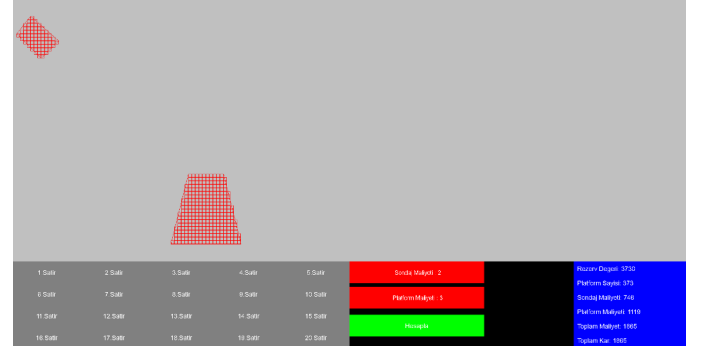 1.Satır 2.Satır 3.Satır 4.Satır 5.Satır
6.Satır 7.Satır 8.Satır 9.Satır 10.Satır
11.Satır 12.Satır 13.Satır 14.Satır 15.Satır
16.Satır 17.Satır 18.Satır 19.Satır 20.Satır
Sondaj Maliyeti : 2
Platform Maliyeti : 3
Hesapla
Rezerv Degeri: 3730
Platform Sayisi: 373
Sondaj Maliyeti: 746
Platform Maliyeti: 1119
Toplam Maliyet: 1865
Toplam Kar: 1865